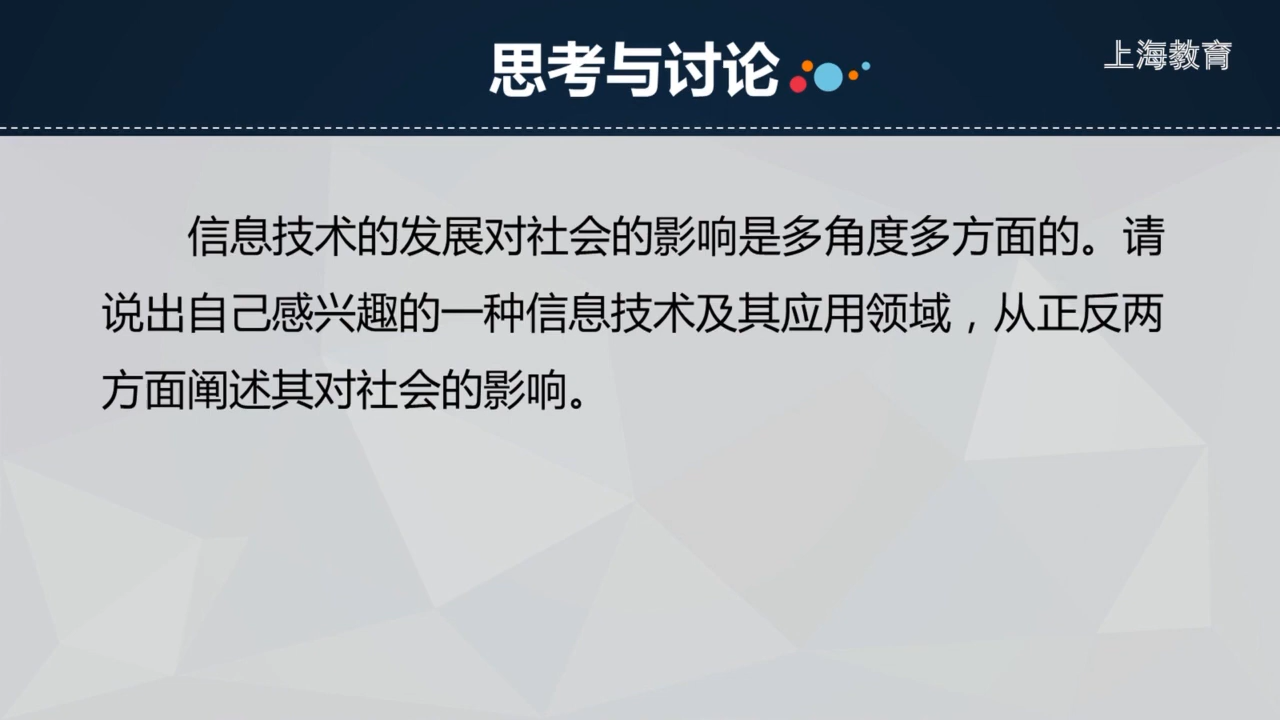 思考与讨论
上海教育
信息技术的发展对社会的影响是多角度多方面的。请
说出自己感兴趣的一种信息技术及其应用领域，从正反两
方面阐述其对社会的影响。